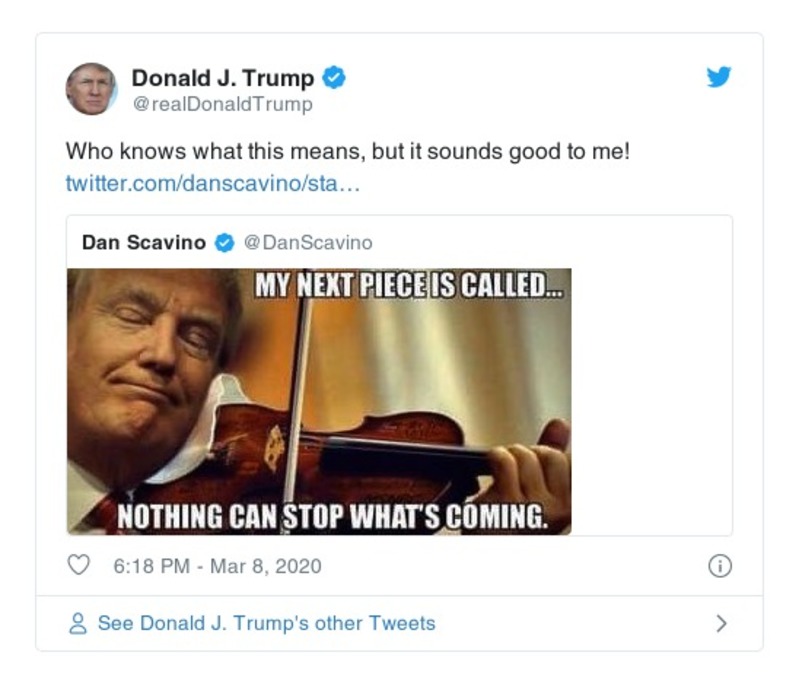 Donald J. Trump
@realDonaldTrump
Who knows what this means, but it sounds good to me!
twitter.com/danscavino/sta…
Dan Scavino @DanScavino
MY NEXT PIECE IS CALLED...
NOTHING CAN STOP WHAT'S COMING.
6:18 PM - Mar 8, 2020
See Donald J. Trump's other Tweets